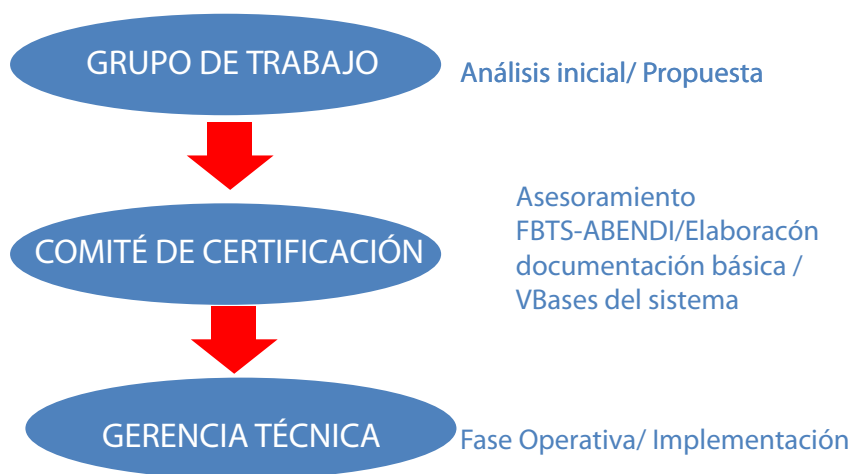 GRUPO DE TRABAJO
Análisis inicial/ Propuesta
Asesoramiento
FBTS-ABENDI/Elaboracón
documentación básica /
VBases del sistema
COMITÉ DE CERTIFICACIÓN
GERENCIA TÉCNICA
Fase Operativa/ Implementación